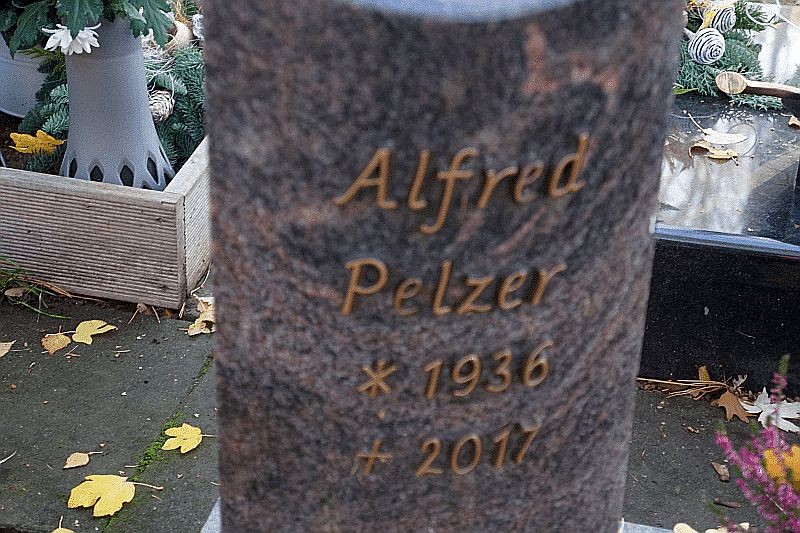 Alfred
Pelzer
* 1936
+ 2017